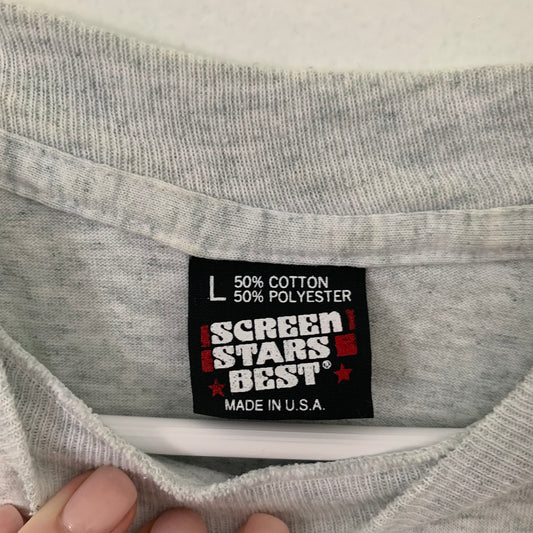 L 50% COTTON
50% POLYESTER
SCREEN
STARS
BEST®
MADE IN U.S.A.